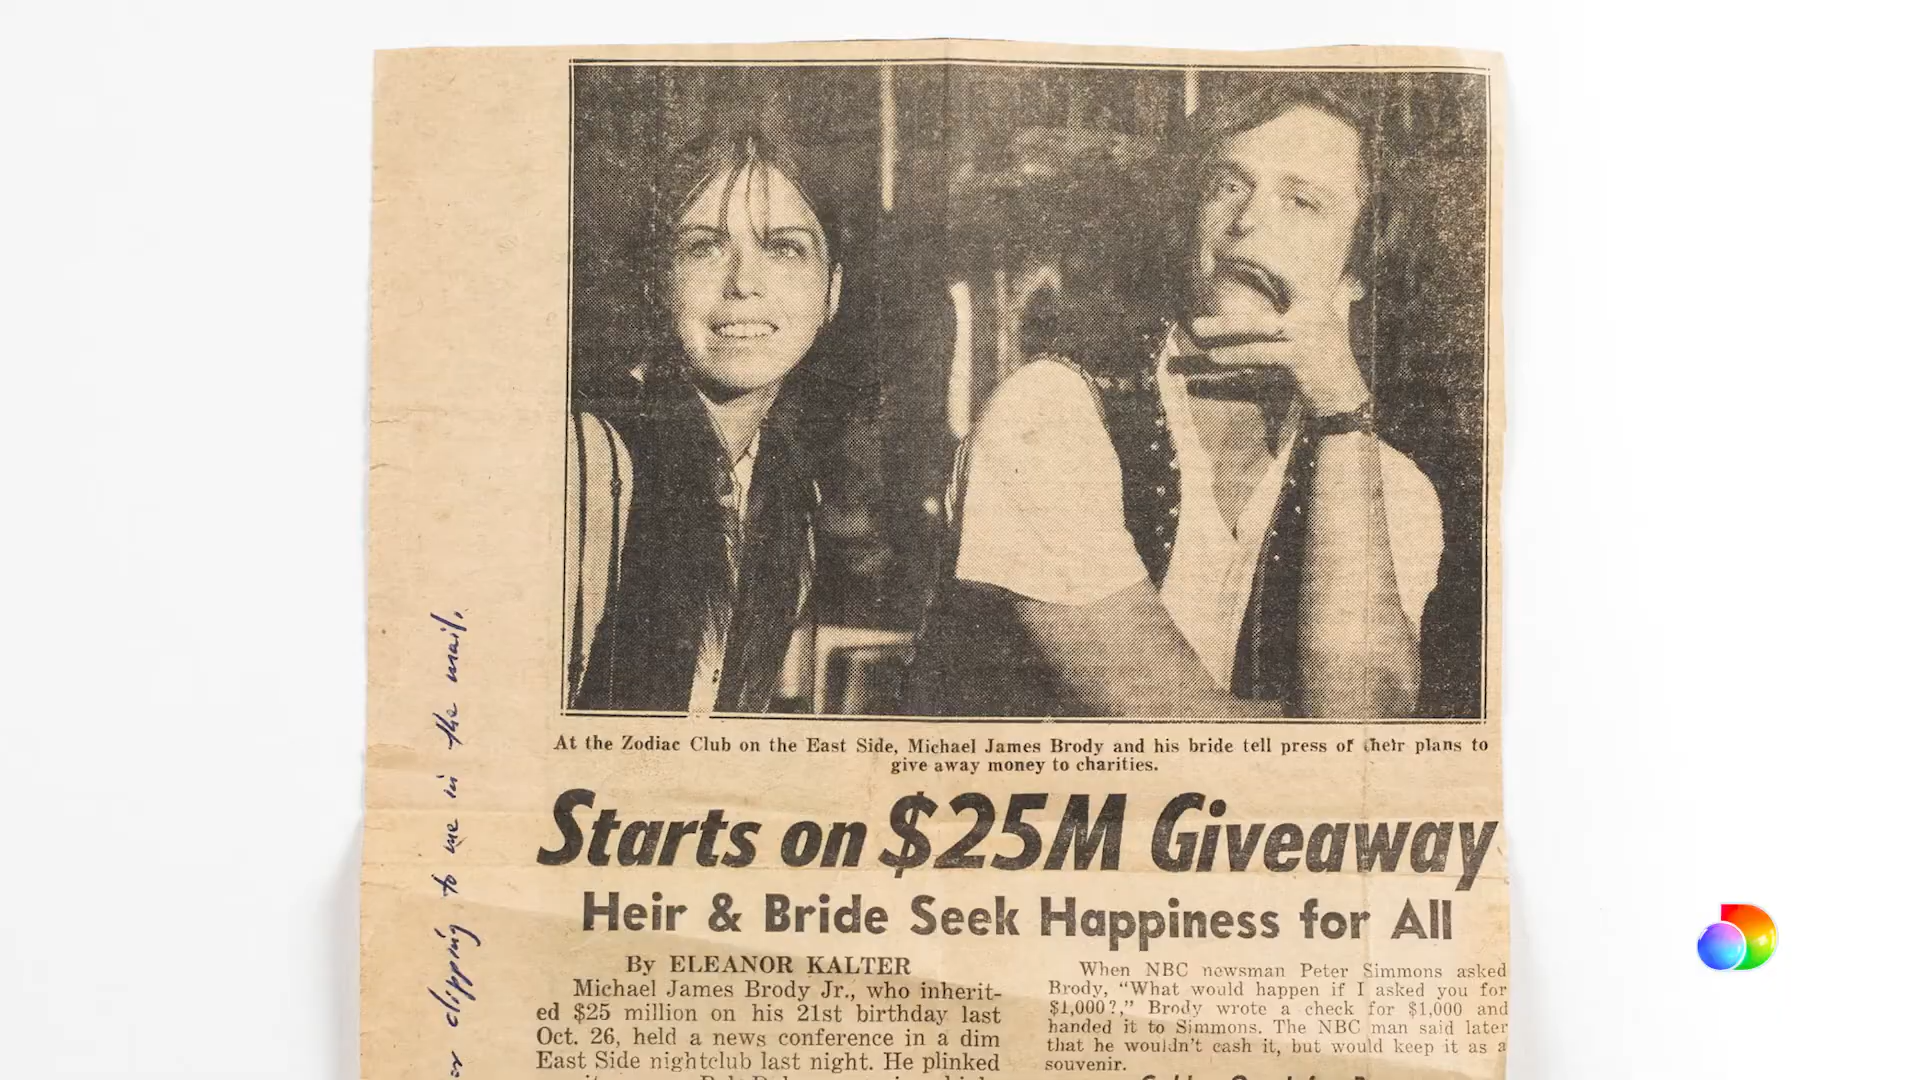 At the Zodiac Club on the East Side, Michael James Brody and his bride tell press of their plans to
give away money to charities.
Starts on $25M Giveaway
Heir & Bride Seek Happiness for All
By ELEANOR KALTER
Michael James Brody Jr., who inherit-
ed $25 million on his 21st birthday last
Oct. 26, held a news conference in a dim
East Side nightclub last night. He plinked
When NBC newsman Peter Simmons asked
Brody, “What would happen if I asked you for
$1,000?,” Brody wrote a check for $1,000 and
handed it to Simmons. The NBC man said later
that he wouldn't cash it, but would keep it as a
souvenir.
clipping to me in the mail.